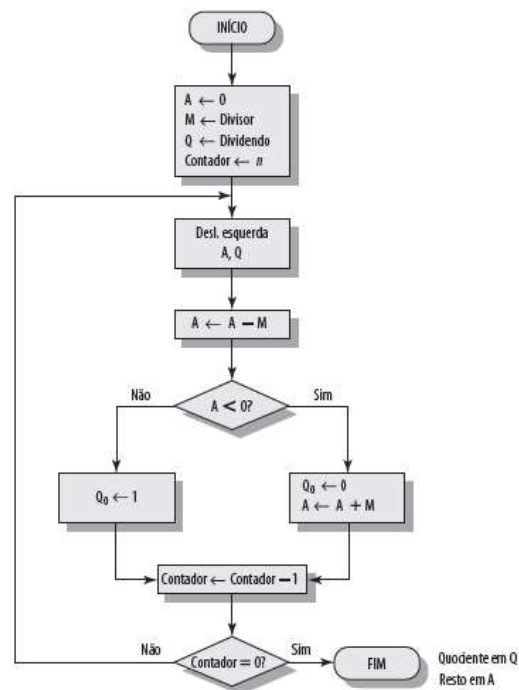 INÍCIO
A ← 0
M ← Divisor
Q ← Dividendo
Contador ← n
Desl. esquerda
A, Q
A ← A − M
Não
A < 0?
Sim
Q₀ ← 1
Q₀ ← 0
A ← A + M
Contador ← Contador − 1
Não
Contador = 0?
Sim
FIM
Quociente em Q
Resto em A